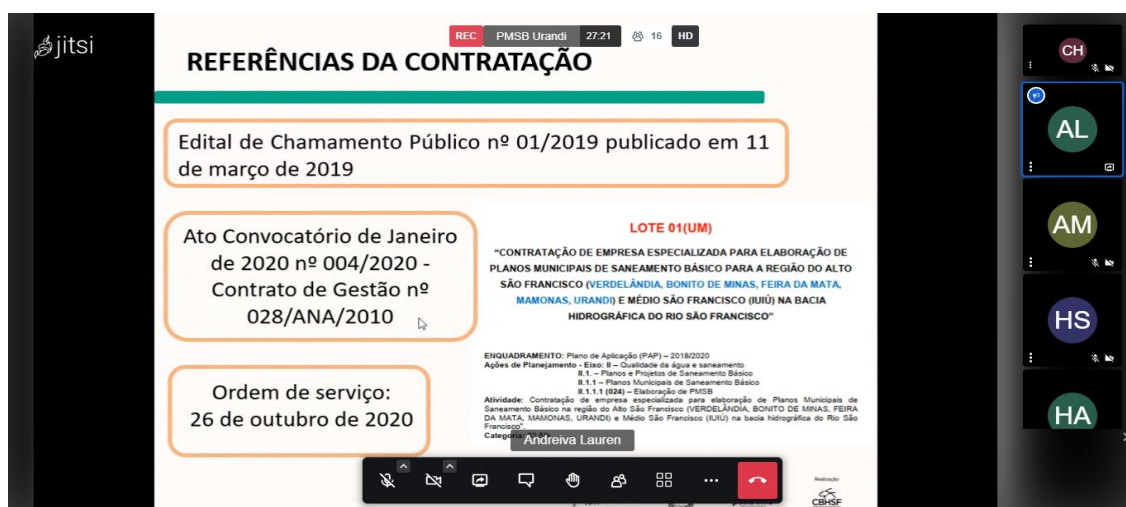 jitsi
REC PMSB Urandi 27:21 16 HD
REFERÊNCIAS DA CONTRATAÇÃO
Edital de Chamamento Público nº 01/2019 publicado em 11
de março de 2019
Ato Convocatório de Janeiro
de 2020 nº 004/2020 -
Contrato de Gestão nº
028/ANA/2010
Ordem de serviço:
26 de outubro de 2020
LOTE 01(UM)
“CONTRATAÇÃO DE EMPRESA ESPECIALIZADA PARA ELABORAÇÃO DE
PLANOS MUNICIPAIS DE SANEAMENTO BÁSICO PARA A REGIÃO DO ALTO
SÃO FRANCISCO (VERDELÂNDIA, BONITO DE MINAS, FEIRA DA MATA,
MAMONAS, URANDI) E MÉDIO SÃO FRANCISCO (IUIÚ) NA BACIA
HIDROGRÁFICA DO RIO SÃO FRANCISCO”
ENQUADRAMENTO: Plano de Aplicação (PAP) – 2018/2020
Ações de Planejamento - Eixo: II – Qualidade da água e saneamento
II.1. – Planos e Projetos de Saneamento Básico
II.1.1 – Planos Municipais de Saneamento Básico
II.1.1.1 (024) – Elaboração de PMSB
Atividade: Contratação de empresa especializada para elaboração de Planos Municipais de
Saneamento Básico na região do Alto São Francisco (VERDELÂNDIA, BONITO DE MINAS, FEIRA
DA MATA, MAMONAS, URANDI) e Médio São Francisco (IUIÚ) na bacia hidrográfica do Rio São
Francisco”.
Andreiva Lauren
Realização
CBHSF
CH
AL
AM
HS
HA